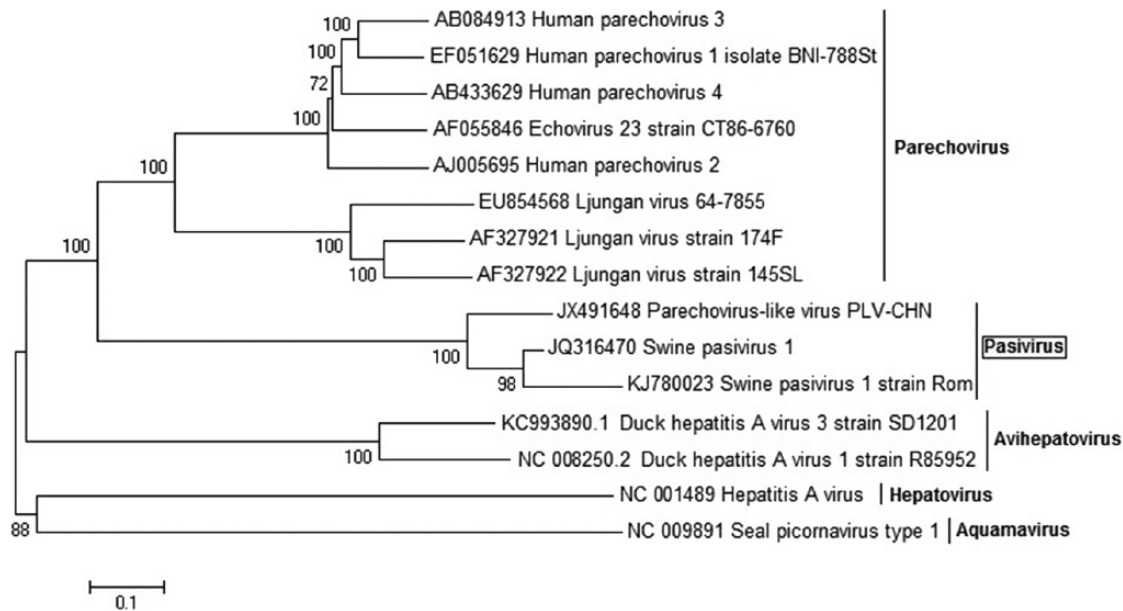 100
AB084913 Human parechovirus 3
100
EF051629 Human parechovirus 1 isolate BNI-788St
72
AB433629 Human parechovirus 4
100
AF055846 Echovirus 23 strain CT86-6760
Parechovirus
100
AJ005695 Human parechovirus 2
EU854568 Ljungan virus 64-7855
100
100
AF327921 Ljungan virus strain 174F
100
AF327922 Ljungan virus strain 145SL
JX491648 Parechovirus-like virus PLV-CHN
100
JQ316470 Swine pasivirus 1
Pasivirus
98
KJ780023 Swine pasivirus 1 strain Rom
KC993890.1 Duck hepatitis A virus 3 strain SD1201
Avihepatovirus
100
NC 008250.2 Duck hepatitis A virus 1 strain R85952
NC 001489 Hepatitis A virus
Hepatovirus
88
NC 009891 Seal picornavirus type 1
Aquamavirus
0.1